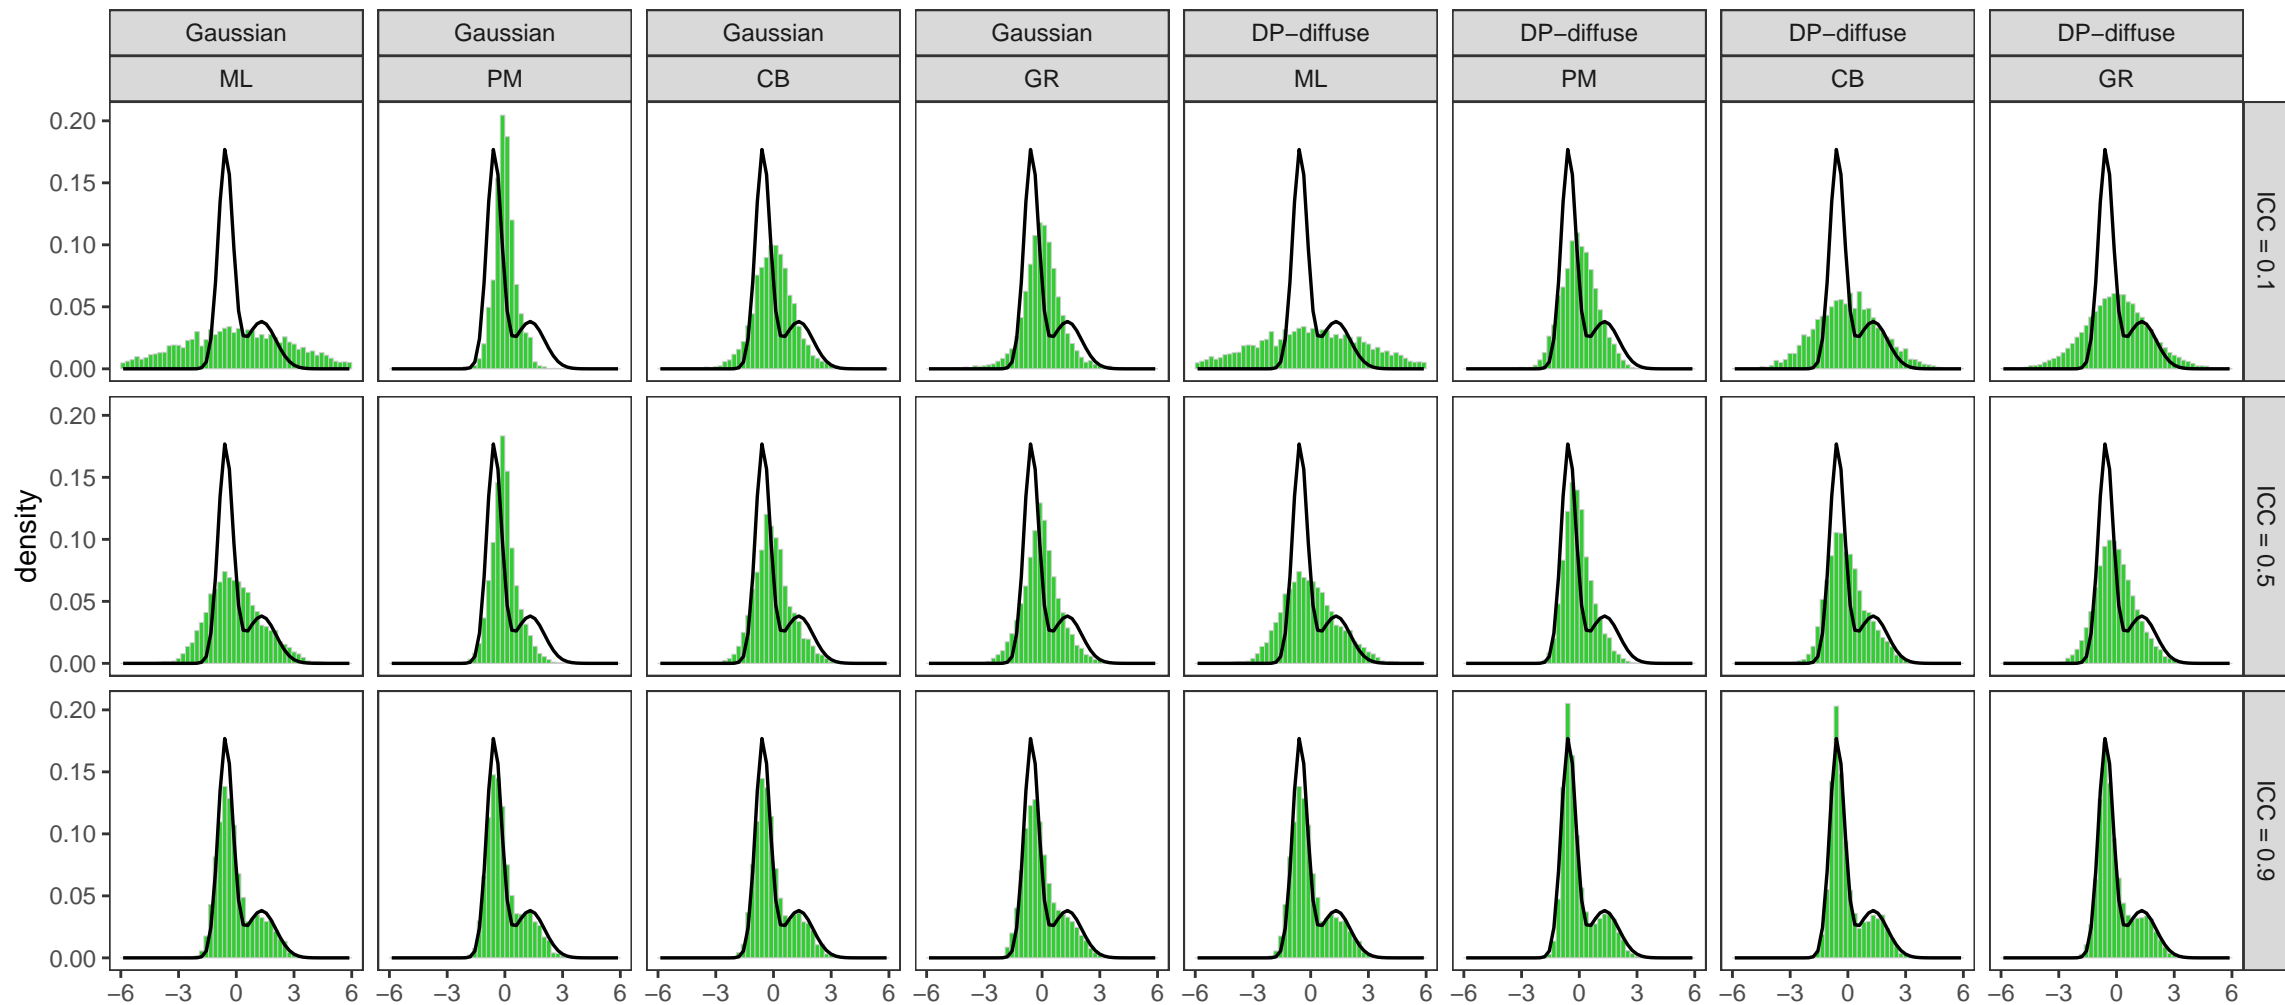 Gaussian Gaussian Gaussian Gaussian DP−diffuse DP−diffuse DP−diffuse DP−diffuse
ML PM CB GR ML PM CB GR
0.20
0.15
0.10
0.05
0.00
ICC = 0.1
density
0.20
0.15
0.10
0.05
0.00
ICC = 0.5
0.20
0.15
0.10
0.05
0.00
ICC = 0.9
−6 −3 0 3 6 −6 −3 0 3 6 −6 −3 0 3 6 −6 −3 0 3 6 −6 −3 0 3 6 −6 −3 0 3 6 −6 −3 0 3 6 −6 −3 0 3 6